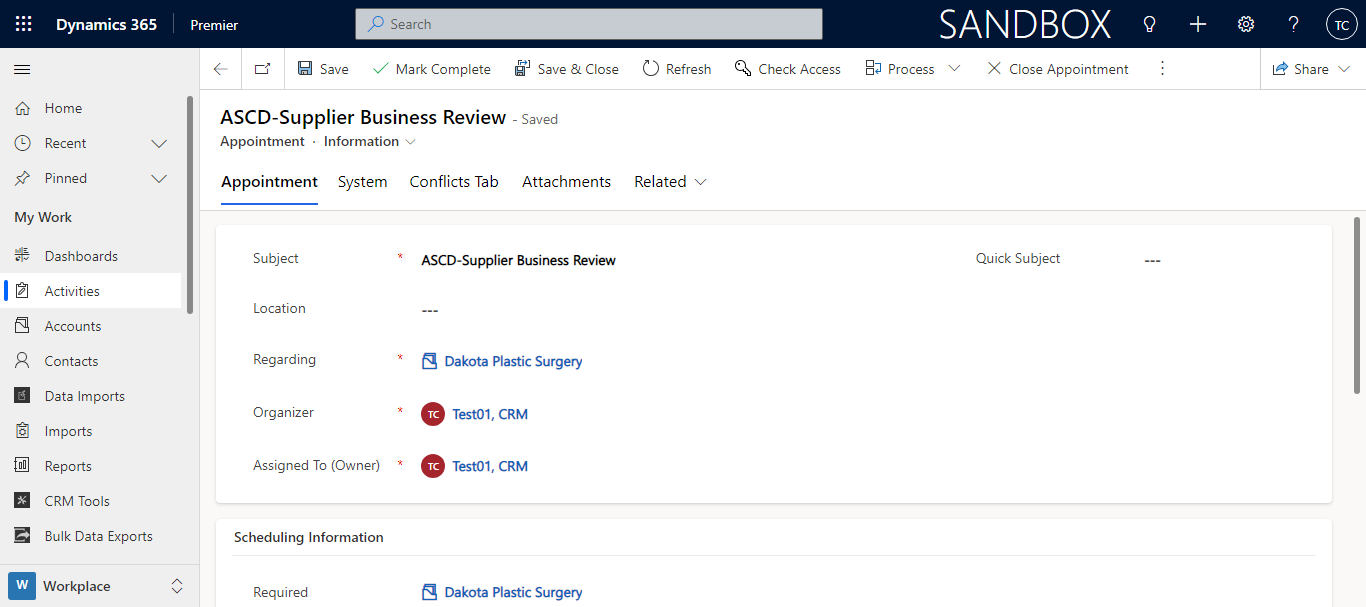 Dynamics 365 Premier Search SANDBOX ? TC
Save Mark Complete Save & Close Refresh Check Access Process Close Appointment Share
Home
Recent
Pinned
My Work
Dashboards
Activities
Accounts
Contacts
Data Imports
Imports
Reports
CRM Tools
Bulk Data Exports
W Workplace
ASCD-Supplier Business Review - Saved
Appointment · Information
Appointment System Conflicts Tab Attachments Related
Subject * ASCD-Supplier Business Review Quick Subject ---
Location ---
Regarding * Dakota Plastic Surgery
Organizer * TC Test01, CRM
Assigned To (Owner) * TC Test01, CRM
Scheduling Information
Required Dakota Plastic Surgery